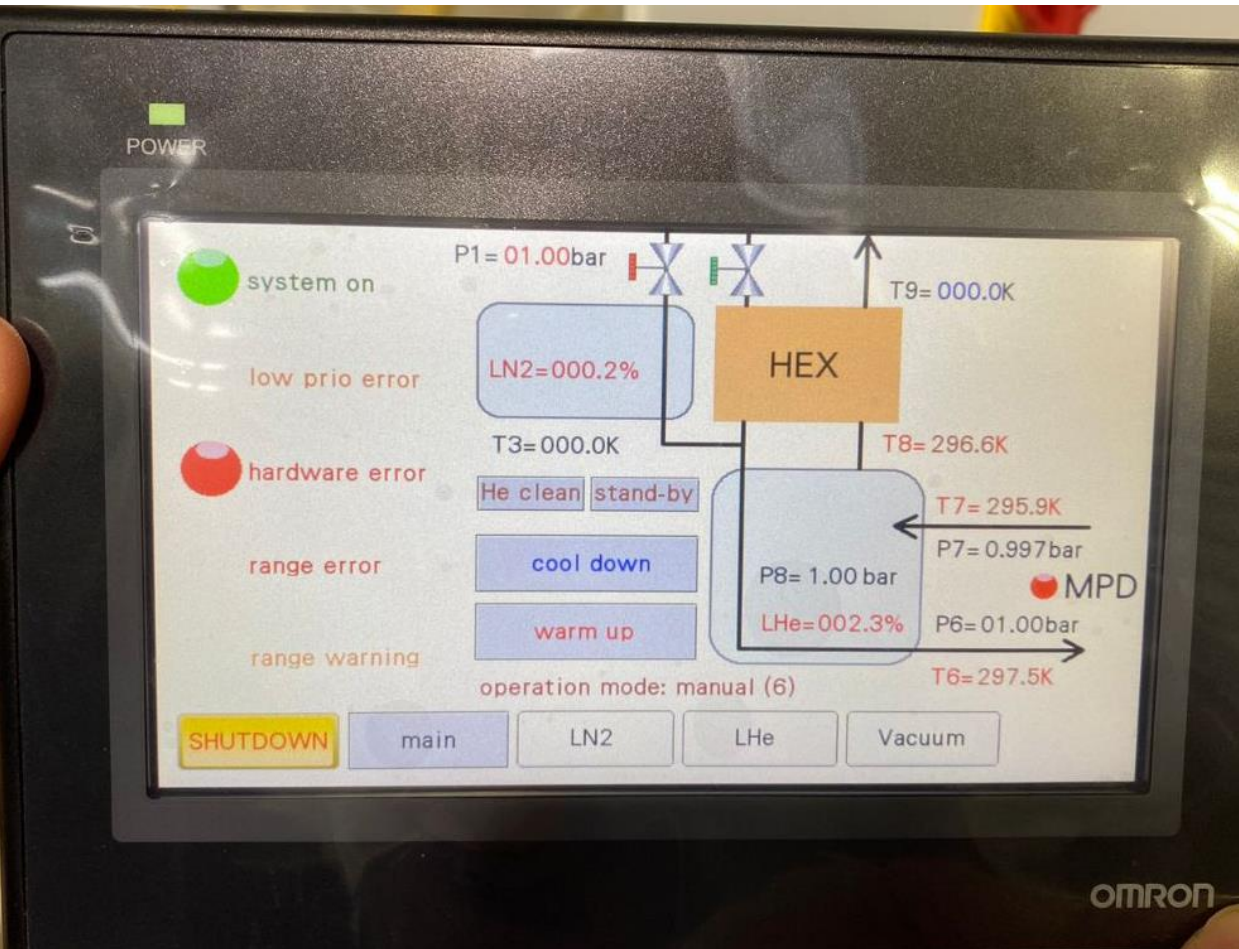 POWER
system on
P1= 01.00bar
T9= 000.0K
low prio error
LN2=000.2%
HEX
T3=000.0K
T8= 296.6K
hardware error
He clean
stand-by
T7= 295.9K
P7= 0.997bar
range error
cool down
P8= 1.00 bar
MPD
warm up
LHe=002.3%
P6=01.00bar
range warning
T6=297.5K
operation mode: manual (6)
SHUTDOWN
main
LN2
LHe
Vacuum
OMRON